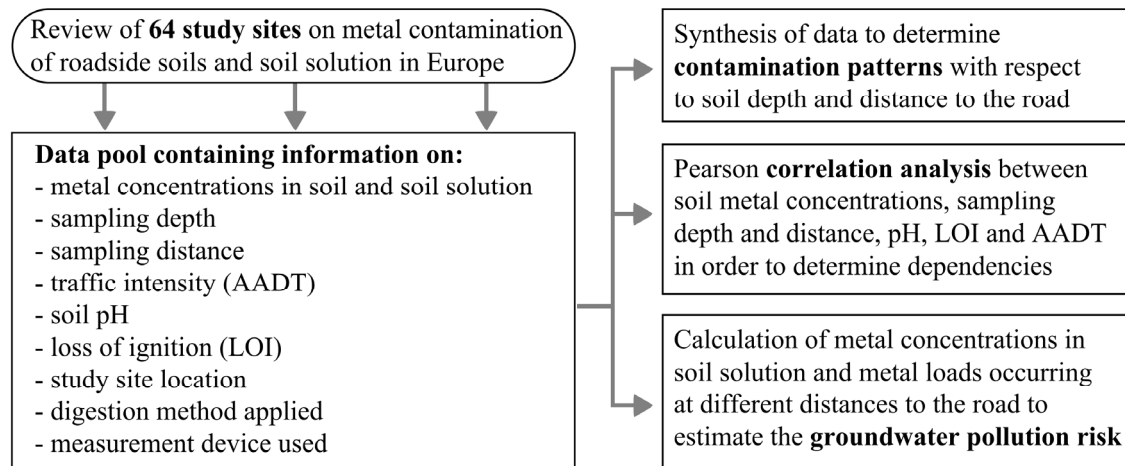 Review of 64 study sites on metal contamination
of roadside soils and soil solution in Europe
Data pool containing information on:
- metal concentrations in soil and soil solution
- sampling depth
- sampling distance
- traffic intensity (AADT)
- soil pH
- loss of ignition (LOI)
- study site location
- digestion method applied
- measurement device used
Synthesis of data to determine
contamination patterns with respect
to soil depth and distance to the road
Pearson correlation analysis between
soil metal concentrations, sampling
depth and distance, pH, LOI and AADT
in order to determine dependencies
Calculation of metal concentrations in
soil solution and metal loads occurring
at different distances to the road to
estimate the groundwater pollution risk